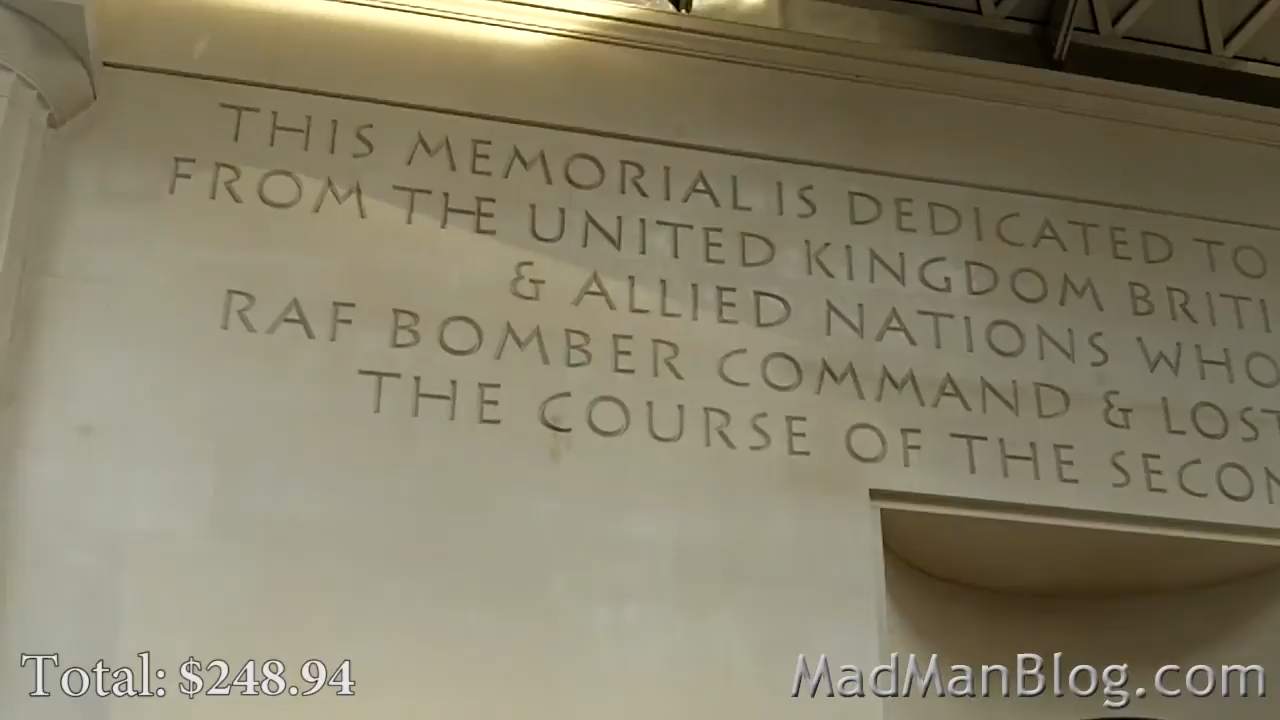 THIS MEMORIAL IS DEDICATED TO
FROM THE UNITED KINGDOM BRITI
& ALLIED NATIONS WHO
RAF BOMBER COMMAND & LOST
THE COURSE OF THE SECON
Total: $248.94
MadManBlog.com